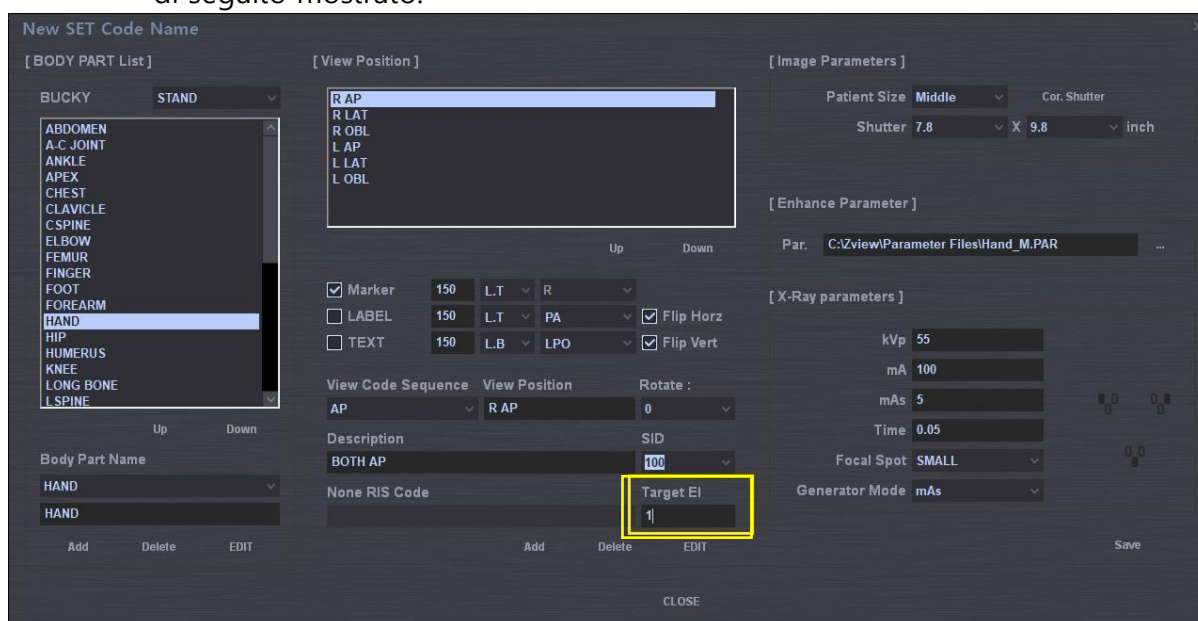 di seguito mostrato.
New SET Code Name
[ BODY PART List ]
BUCKY STAND
ABDOMEN
A-C JOINT
ANKLE
APEX
CHEST
CLAVICLE
CSPINE
ELBOW
FEMUR
FINGER
FOOT
FOREARM
HAND
HIP
HUMERUS
KNEE
LONG BONE
LSPINE
Up Down
Body Part Name
HAND
HAND
Add Delete EDIT
[ View Position ]
R AP
R LAT
R OBL
L AP
L LAT
L OBL
Up Down
Marker 150 L.T R
LABEL 150 L.T PA Flip Horz
TEXT 150 L.B LPO Flip Vert
View Code Sequence View Position Rotate :
AP R AP 0
Description SID
BOTH AP 100
None RIS Code Target EI
1
Add Delete EDIT
CLOSE
[ Image Parameters ]
Patient Size Middle Cor. Shutter
Shutter 7.8 X 9.8 inch
[ Enhance Parameter ]
Par. C:\Zview\Parameter Files\Hand_M.PAR ...
[ X-Ray parameters ]
kVp 55
mA 100
mAs 5
Time 0.05
Focal Spot SMALL
Generator Mode mAs
Save